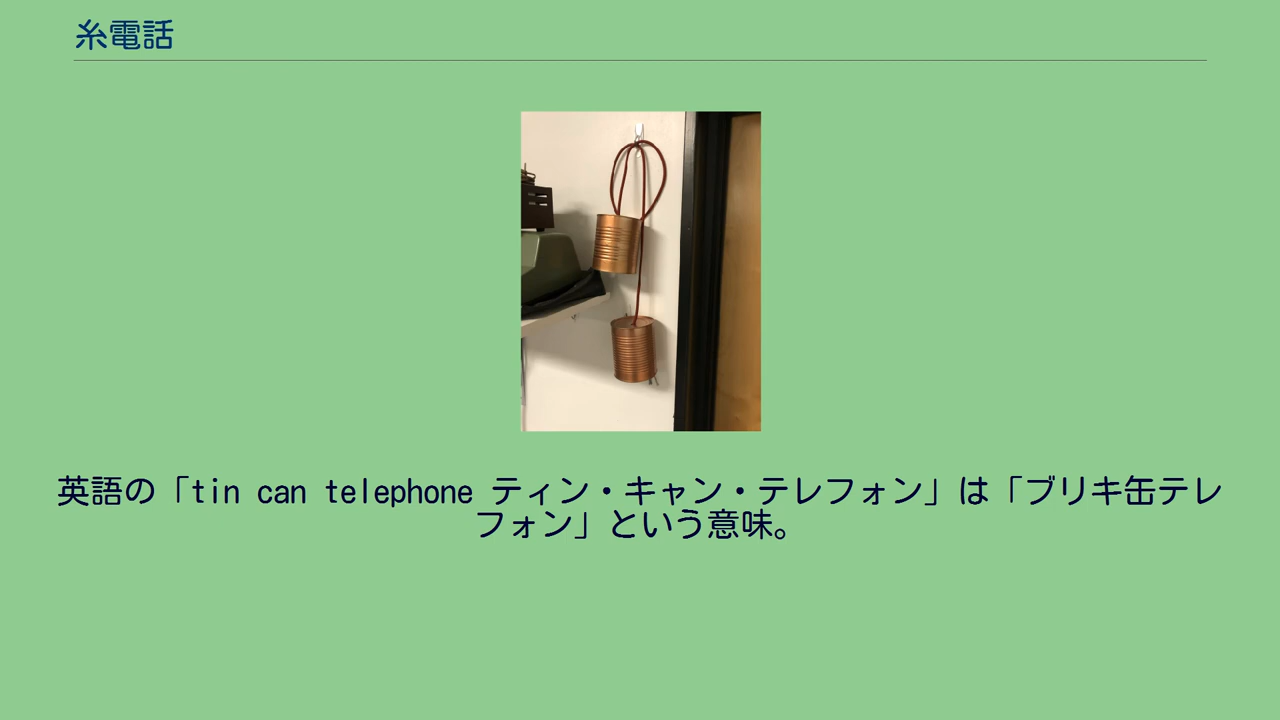 糸電話
英語の「tin can telephone ティン・キャン・テレフォン」は「ブリキ缶テレ
フォン」という意味。